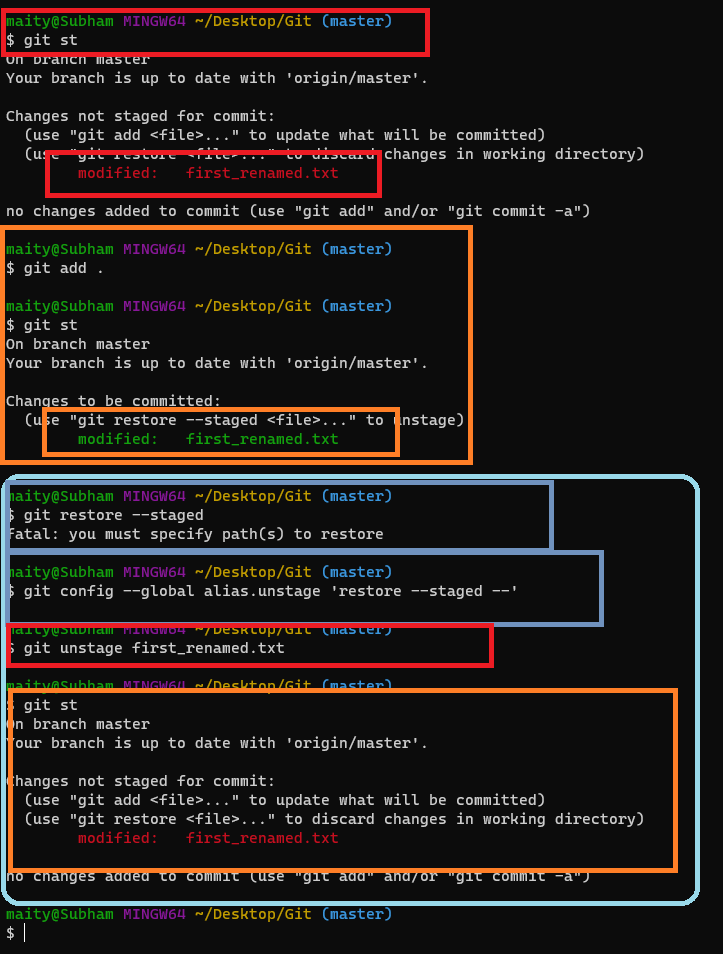 maity@Subham MINGW64 ~/Desktop/Git (master)
$ git st
On branch master
Your branch is up to date with 'origin/master'.
Changes not staged for commit:
(use "git add <file>..." to update what will be committed)
(use "git restore <file>..." to discard changes in working directory)
modified: first_renamed.txt
no changes added to commit (use "git add" and/or "git commit -a")
maity@Subham MINGW64 ~/Desktop/Git (master)
$ git add .
maity@Subham MINGW64 ~/Desktop/Git (master)
$ git st
On branch master
Your branch is up to date with 'origin/master'.
Changes to be committed:
(use "git restore --staged <file>..." to unstage)
modified: first_renamed.txt
maity@Subham MINGW64 ~/Desktop/Git (master)
$ git restore --staged
fatal: you must specify path(s) to restore
maity@Subham MINGW64 ~/Desktop/Git (master)
$ git config --global alias.unstage 'restore --staged --'
maity@Subham MINGW64 ~/Desktop/Git (master)
$ git unstage first_renamed.txt
maity@Subham MINGW64 ~/Desktop/Git (master)
$ git st
On branch master
Your branch is up to date with 'origin/master'.
Changes not staged for commit:
(use "git add <file>..." to update what will be committed)
(use "git restore <file>..." to discard changes in working directory)
modified: first_renamed.txt
no changes added to commit (use "git add" and/or "git commit -a")
maity@Subham MINGW64 ~/Desktop/Git (master)
$